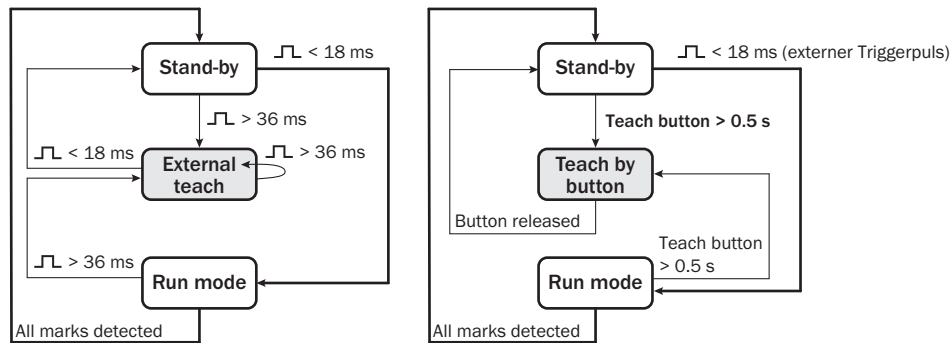 Stand-by
< 18 ms
> 36 ms
< 18 ms
External
teach
> 36 ms
> 36 ms
Run mode
All marks detected
Stand-by
< 18 ms (externer Triggerpuls)
Teach button > 0.5 s
Teach by
button
Button released
Teach button
> 0.5 s
Run mode
All marks detected